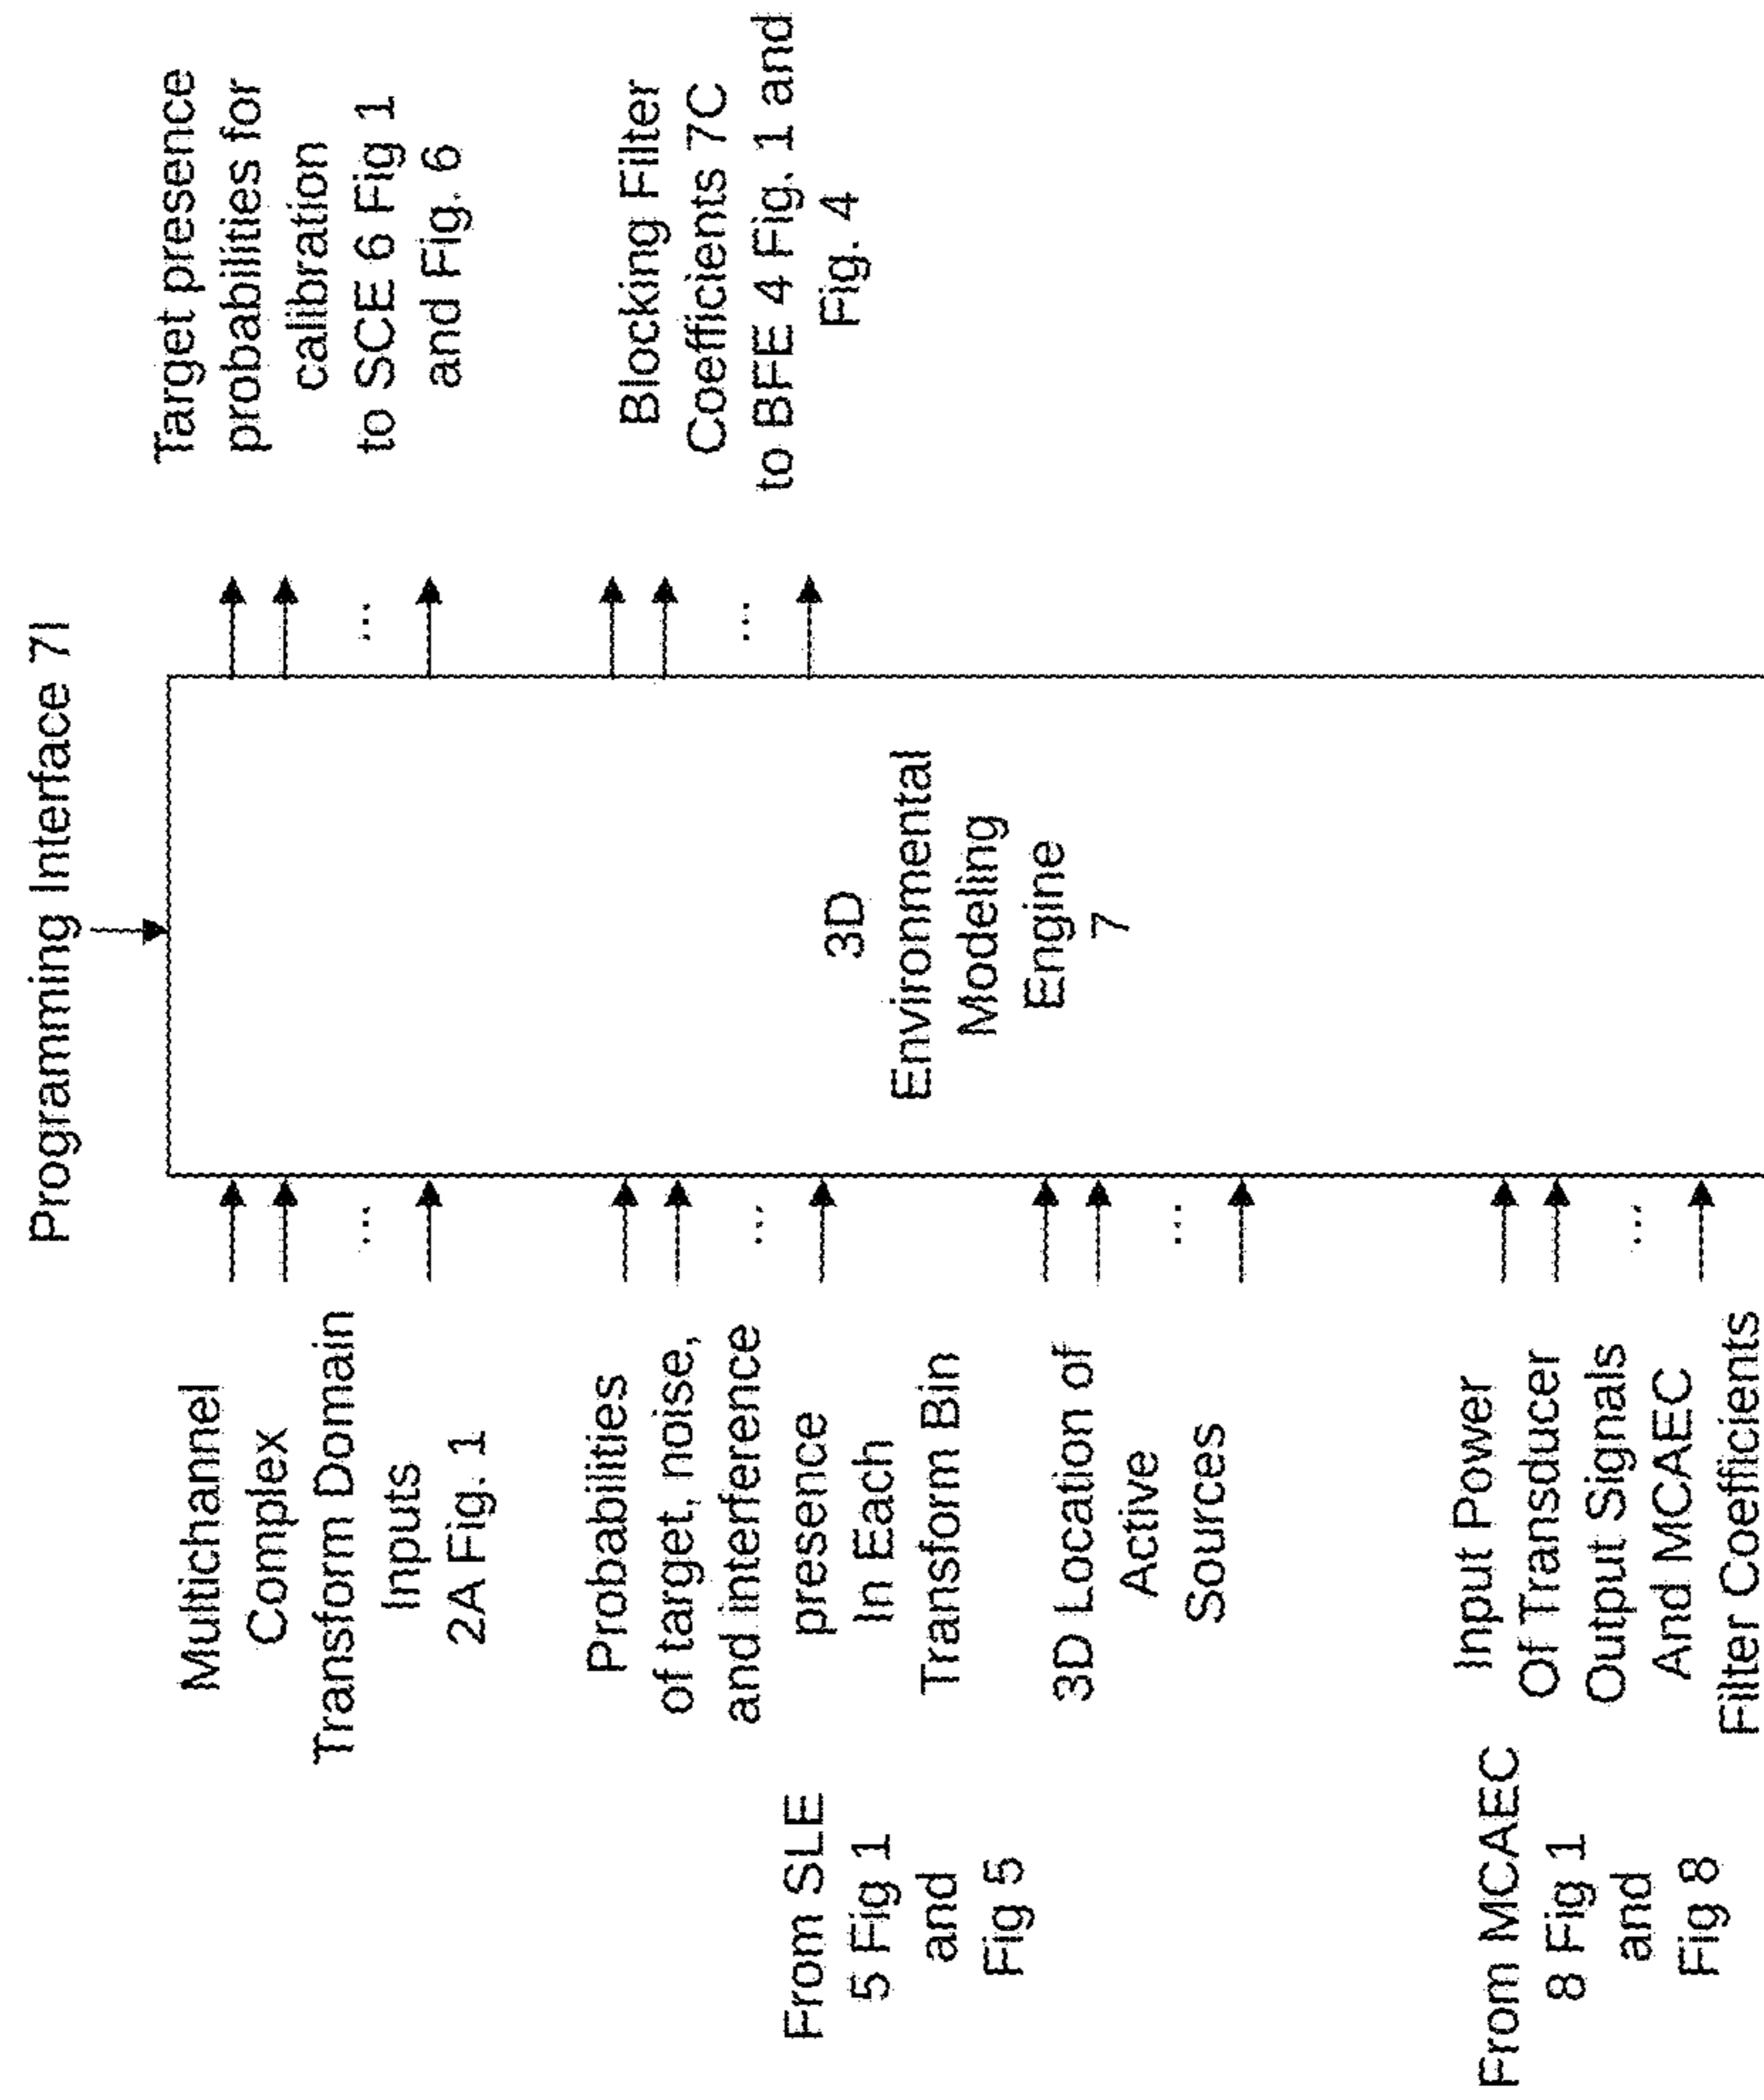 Programming Interface 7I
Multichannel
Complex
Transform Domain
Inputs
2A Fig. 1
Probabilities
of target, noise,
and interference
presence
In Each
Transform Bin
From SLE
5 Fig 1
and
Fig 5
3D Location of
Active
Sources
From MCAEC
8 Fig 1
and
Fig 8
Input Power
Of Transducer
Output Signals
And MCAEC
Filter Coefficients
3D
Environmental
Modeling
Engine
7
Target presence
probabilities for
calibration
to SCE 6 Fig 1
and Fig. 6
Blocking Filter
Coefficients 7C
to BFE 4 Fig. 1 and
Fig. 4